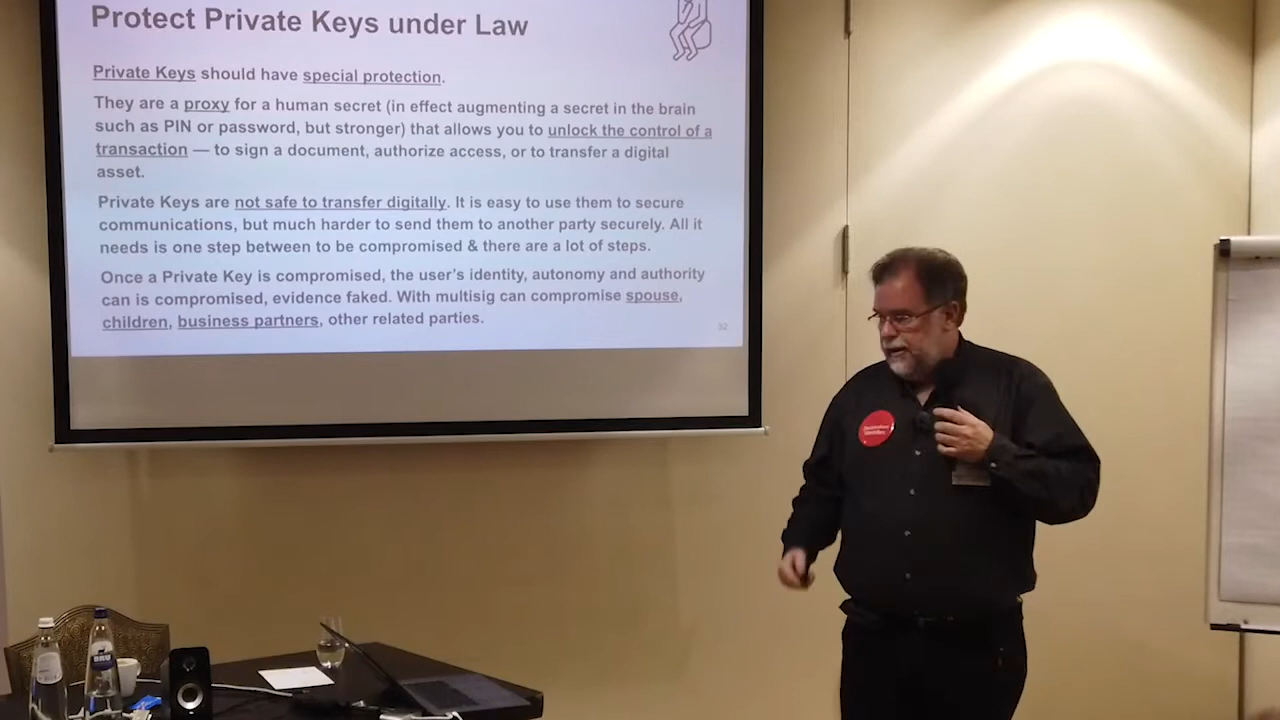 Protect Private Keys under Law
Private Keys should have special protection.
They are a proxy for a human secret (in effect augmenting a secret in the brain
such as PIN or password, but stronger) that allows you to unlock the control of a
transaction — to sign a document, authorize access, or to transfer a digital
asset.
Private Keys are not safe to transfer digitally. It is easy to use them to secure
communications, but much harder to send them to another party securely. All it
needs is one step between to be compromised & there are a lot of steps.
Once a Private Key is compromised, the user's identity, autonomy and authority
can is compromised, evidence faked. With multisig can compromise spouse,
children, business partners, other related parties.
32
BRU